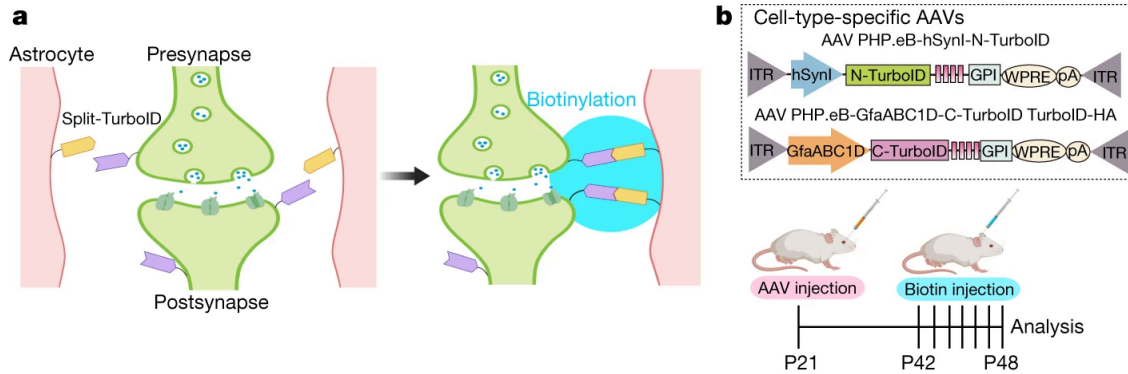 a
Astrocyte
Presynapse
Split-TurboID
Postsynapse
Biotinylation
b
Cell-type-specific AAVs
AAV PHP.eB-hSynI-N-TurboID
ITR hSynI N-TurboID GPI WPRE pA ITR
AAV PHP.eB-GfaABC1D-C-TurboID TurboID-HA
ITR GfaABC1D C-TurboID GPI WPRE pA ITR
AAV injection
Biotin injection
Analysis
P21 P42 P48